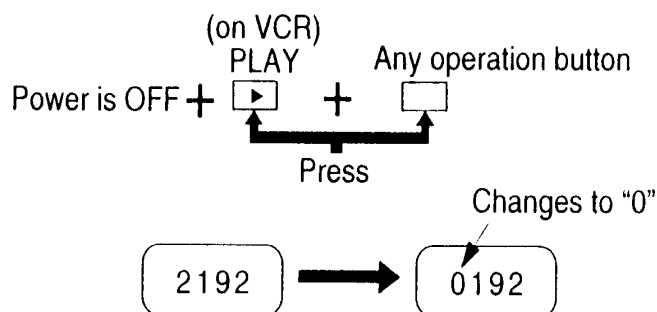 (on VCR)
PLAY Any operation button
Power is OFF + +
Press
Changes to “0”
2192 0192